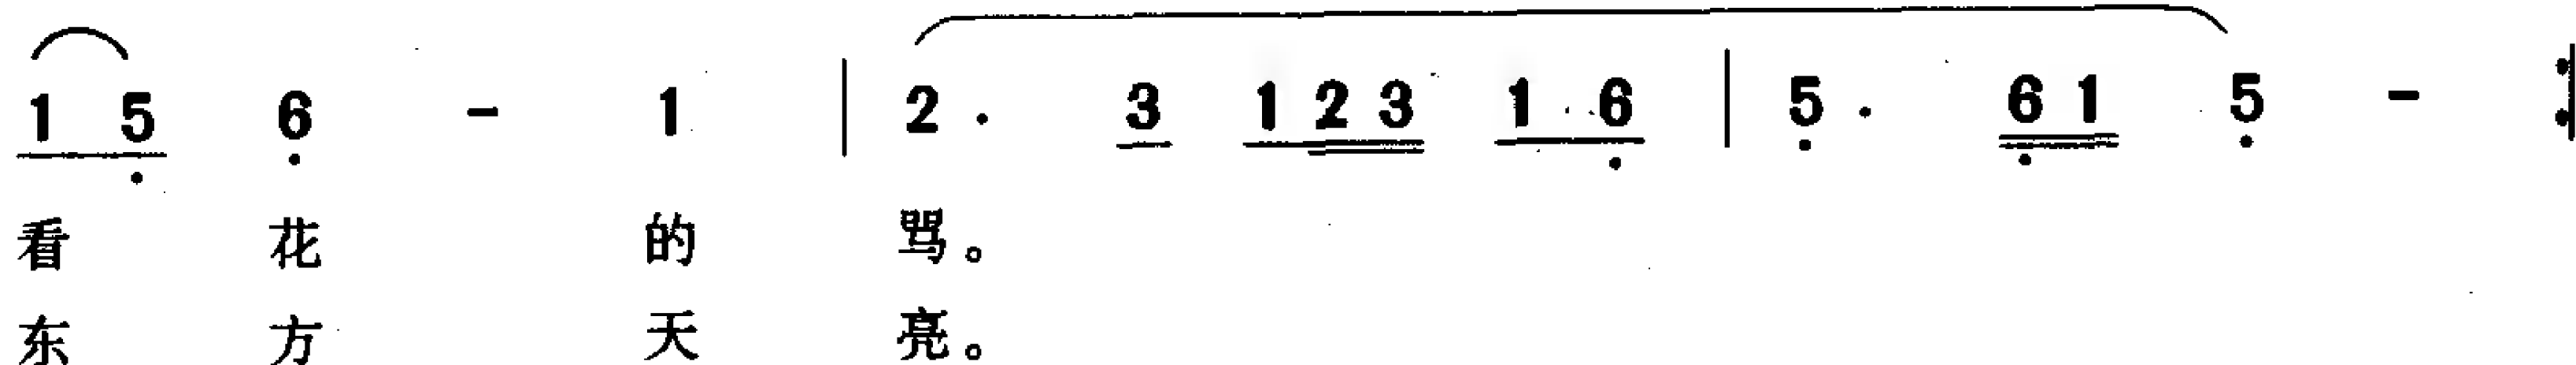 1 5 6 - 1 | 2 . 3 1 2 3 1 6 | 5 . 6 1 5 - :|
看 花 的 骂。
东 方 天 亮。